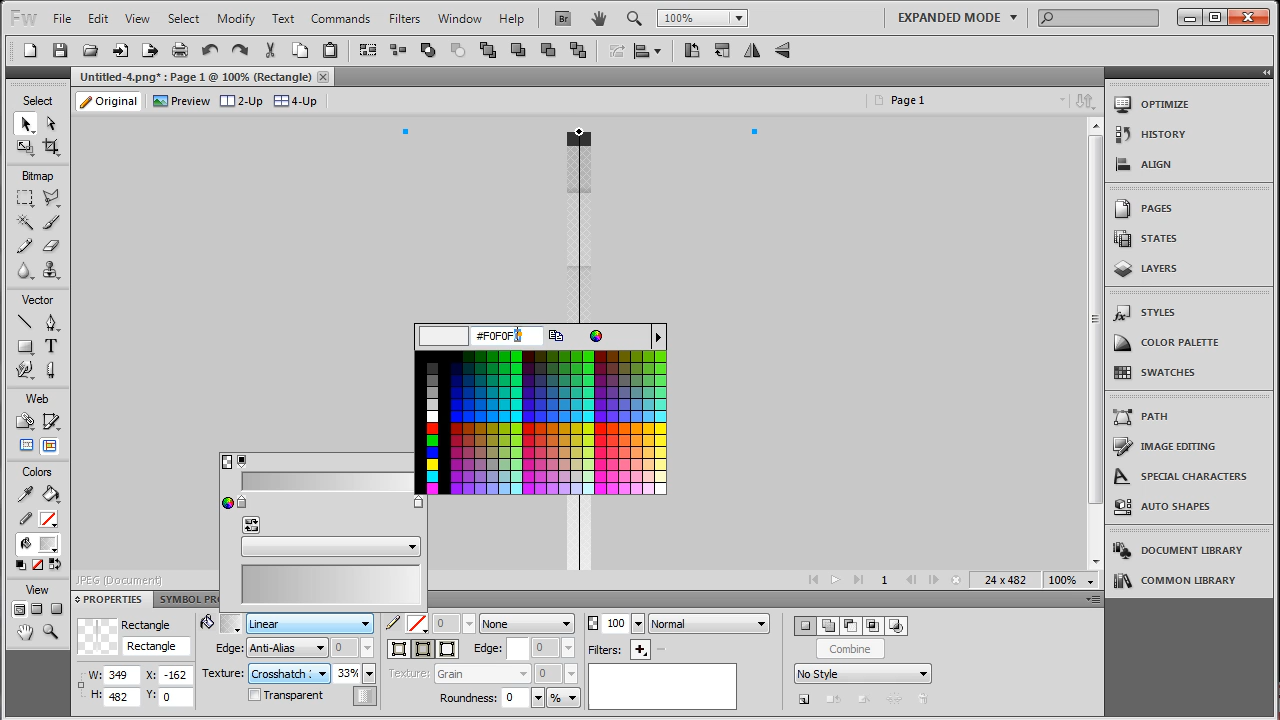 Fw File Edit View Select Modify Text Commands Filters Window Help Br 100% EXPANDED MODE
Untitled-4.png* : Page 1 @ 100% (Rectangle)
Original Preview 2-Up 4-Up Page 1
Select
Bitmap
Vector
T
Web
Colors
View
OPTIMIZE
HISTORY
ALIGN
PAGES
STATES
LAYERS
STYLES
COLOR PALETTE
SWATCHES
PATH
IMAGE EDITING
SPECIAL CHARACTERS
AUTO SHAPES
DOCUMENT LIBRARY
COMMON LIBRARY
JPEG (Document) 1 24 x 482 100%
PROPERTIES SYMBOL PR
Rectangle
Rectangle
W: 349 X: -162
H: 482 Y: 0
Linear
Edge: Anti-Alias 0
Texture: Crosshatch 33%
Transparent
0 None
Edge: 0
Texture: Grain 0
Roundness: 0 %
100 Normal
Filters:
Combine
No Style